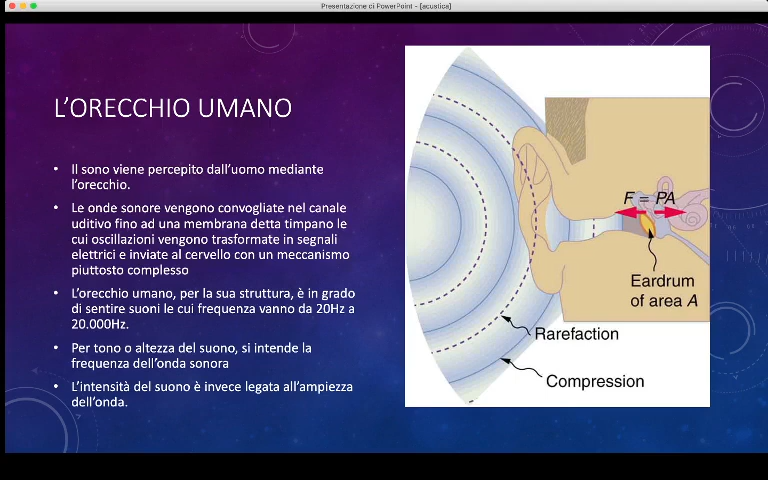 Presentazione di PowerPoint - [acustica]
L'ORECCHIO UMANO
• Il sono viene percepito dall'uomo mediante
l'orecchio.
• Le onde sonore vengono convogliate nel canale
uditivo fino ad una membrana detta timpano le
cui oscillazioni vengono trasformate in segnali
elettrici e inviate al cervello con un meccanismo
piuttosto complesso
• L'orecchio umano, per la sua struttura, è in grado
di sentire suoni le cui frequenza vanno da 20Hz a
20.000Hz.
• Per tono o altezza del suono, si intende la
frequenza dell'onda sonora
• L'intensità del suono è invece legata all'ampiezza
dell'onda.
F = PA
Eardrum
of area A
Rarefaction
Compression